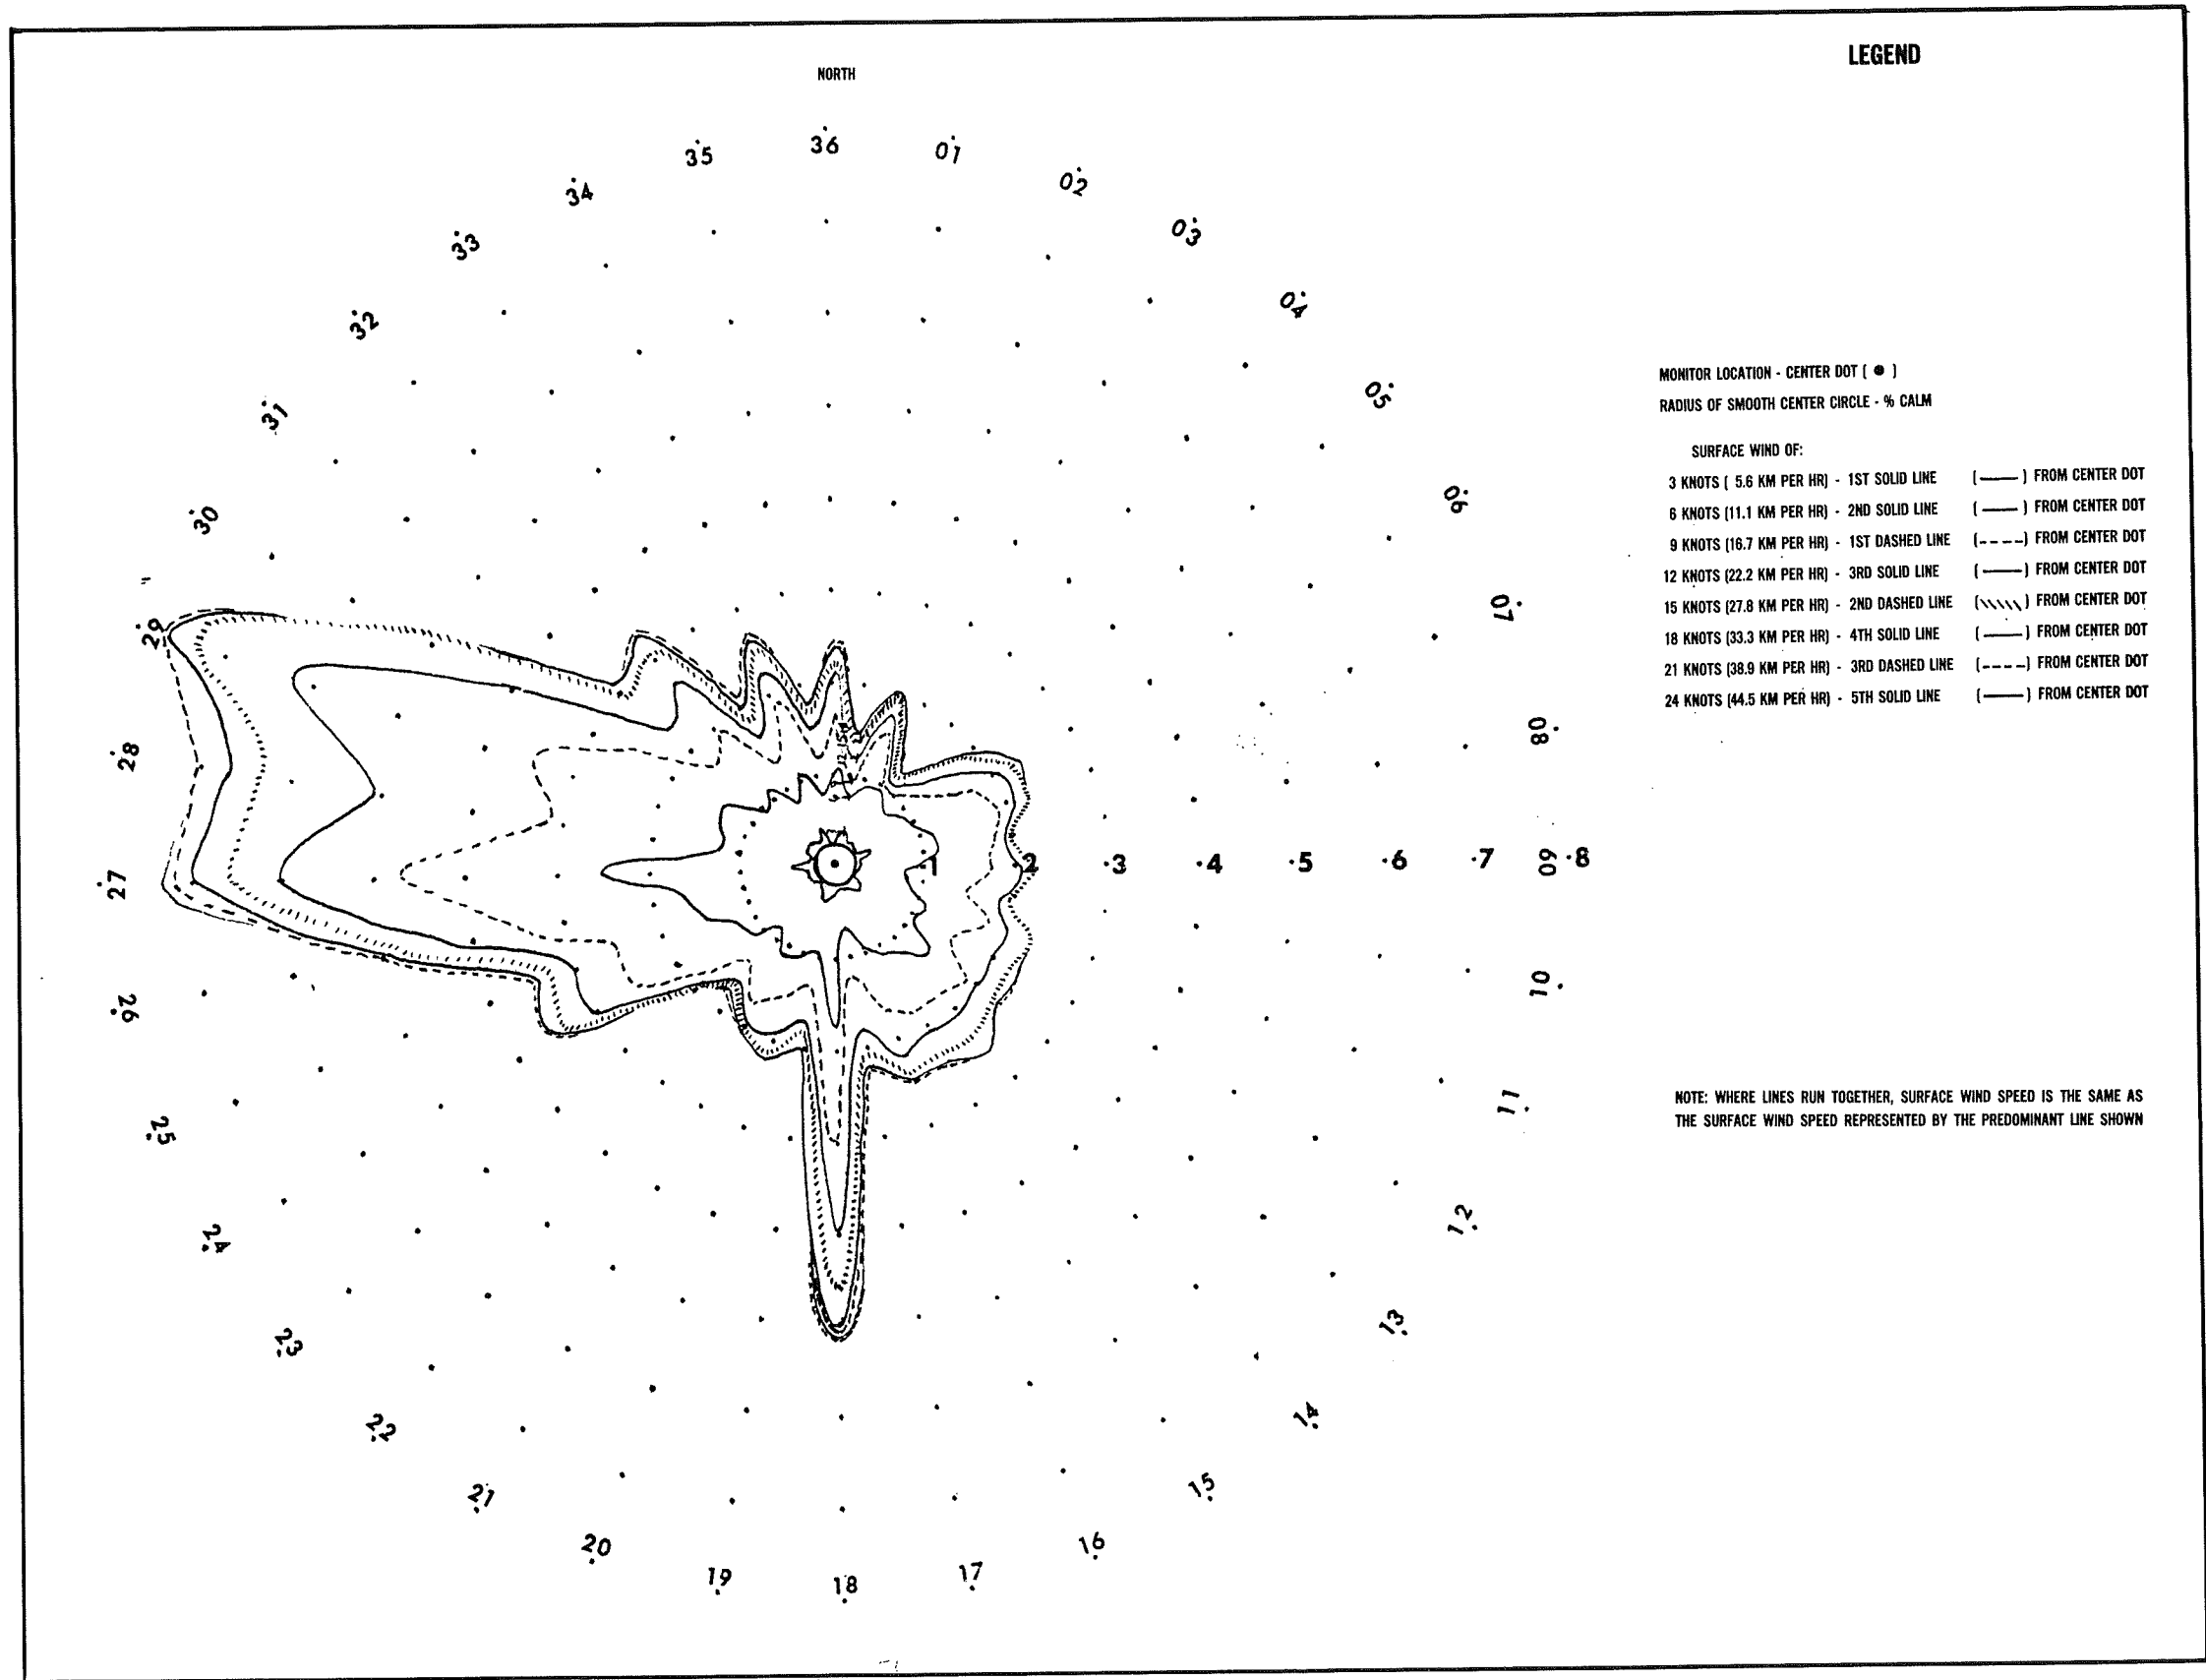 LEGEND
NORTH
36
01
02
03
04
05
06
07
08
09
10
11
12
13
14
15
16
17
18
19
20
21
22
23
24
25
26
27
28
29
30
31
32
33
34
35
1 2 .3 .4 .5 .6 .7 .8
MONITOR LOCATION - CENTER DOT ( ● )
RADIUS OF SMOOTH CENTER CIRCLE - % CALM
SURFACE WIND OF:
3 KNOTS ( 5.6 KM PER HR) - 1ST SOLID LINE (——) FROM CENTER DOT
6 KNOTS (11.1 KM PER HR) - 2ND SOLID LINE (——) FROM CENTER DOT
9 KNOTS (16.7 KM PER HR) - 1ST DASHED LINE (----) FROM CENTER DOT
12 KNOTS (22.2 KM PER HR) - 3RD SOLID LINE (——) FROM CENTER DOT
15 KNOTS (27.8 KM PER HR) - 2ND DASHED LINE (\\\\\) FROM CENTER DOT
18 KNOTS (33.3 KM PER HR) - 4TH SOLID LINE (——) FROM CENTER DOT
21 KNOTS (38.9 KM PER HR) - 3RD DASHED LINE (----) FROM CENTER DOT
24 KNOTS (44.5 KM PER HR) - 5TH SOLID LINE (——) FROM CENTER DOT
NOTE: WHERE LINES RUN TOGETHER, SURFACE WIND SPEED IS THE SAME AS
THE SURFACE WIND SPEED REPRESENTED BY THE PREDOMINANT LINE SHOWN